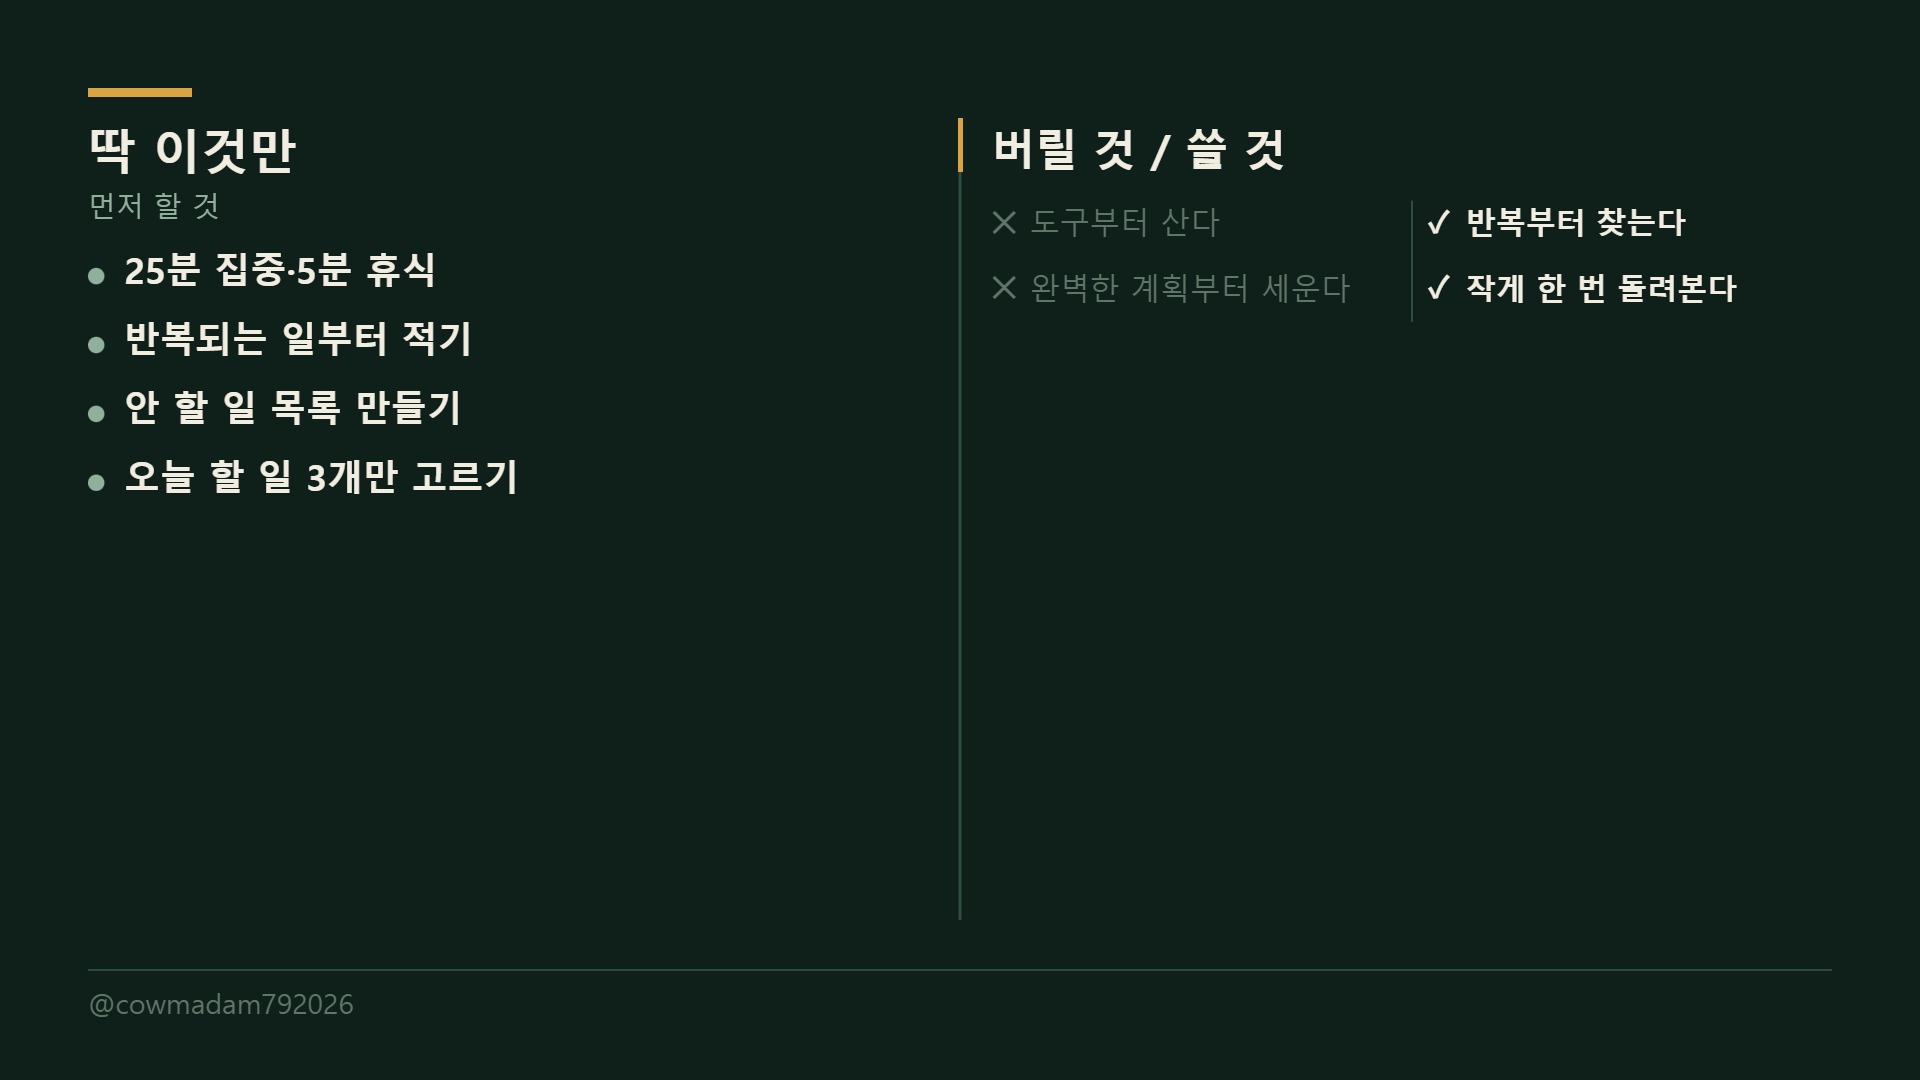 딱 이것만
먼저 할 것
25분 집중·5분 휴식
반복되는 일부터 적기
안 할 일 목록 만들기
오늘 할 일 3개만 고르기
버릴 것 / 쓸 것
✕ 도구부터 산다
✓ 반복부터 찾는다
✕ 완벽한 계획부터 세운다
✓ 작게 한 번 돌려본다
@cowmadam792026